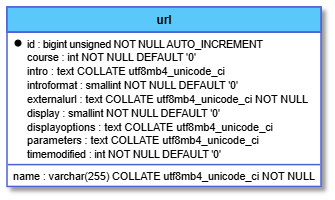 url
id : bigint unsigned NOT NULL AUTO_INCREMENT
course : int NOT NULL DEFAULT '0'
intro : text COLLATE utf8mb4_unicode_ci
introformat : smallint NOT NULL DEFAULT '0'
externalurl : text COLLATE utf8mb4_unicode_ci NOT NULL
display : smallint NOT NULL DEFAULT '0'
displayoptions : text COLLATE utf8mb4_unicode_ci
parameters : text COLLATE utf8mb4_unicode_ci
timemodified : int NOT NULL DEFAULT '0'
name : varchar(255) COLLATE utf8mb4_unicode_ci NOT NULL